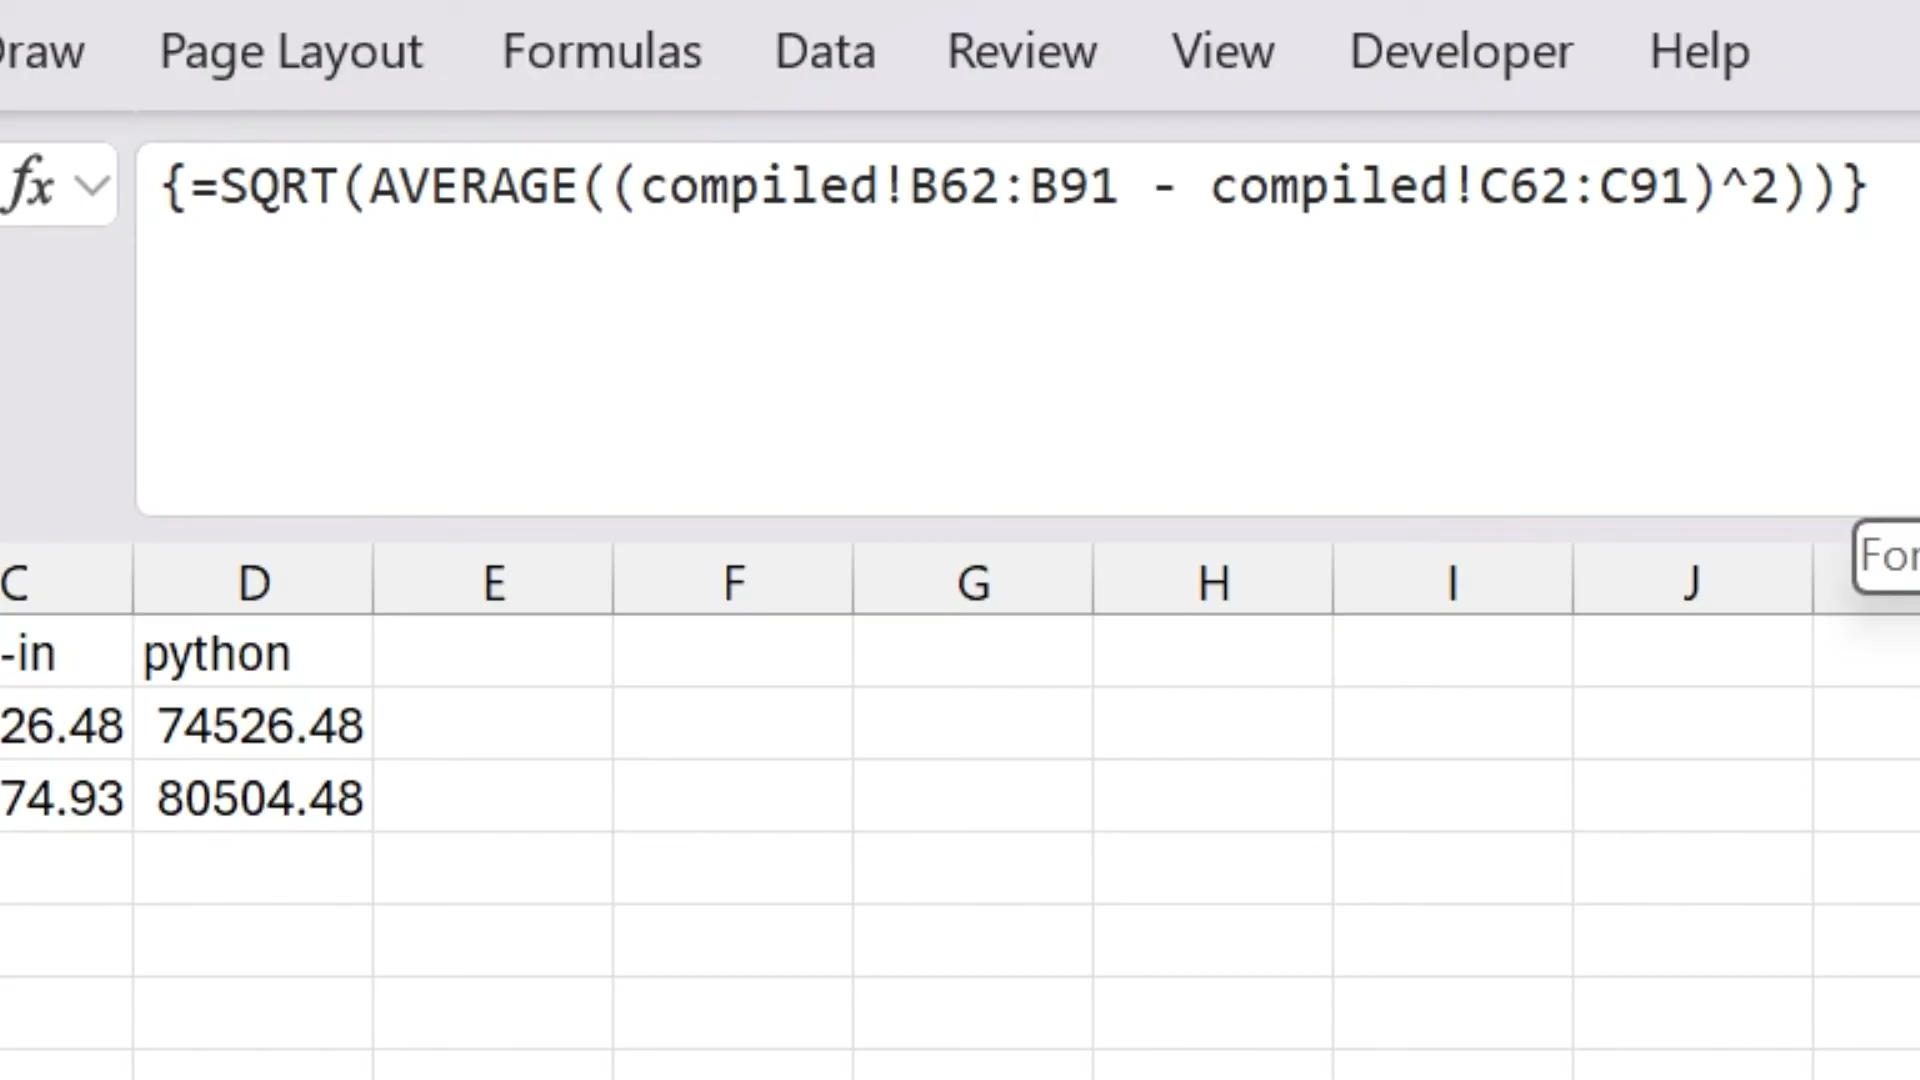 Draw Page Layout Formulas Data Review View Developer Help
fx {=SQRT(AVERAGE((compiled!B62:B91 - compiled!C62:C91)^2))}
For
C D E F G H I J
-in python
26.48 74526.48
74.93 80504.48